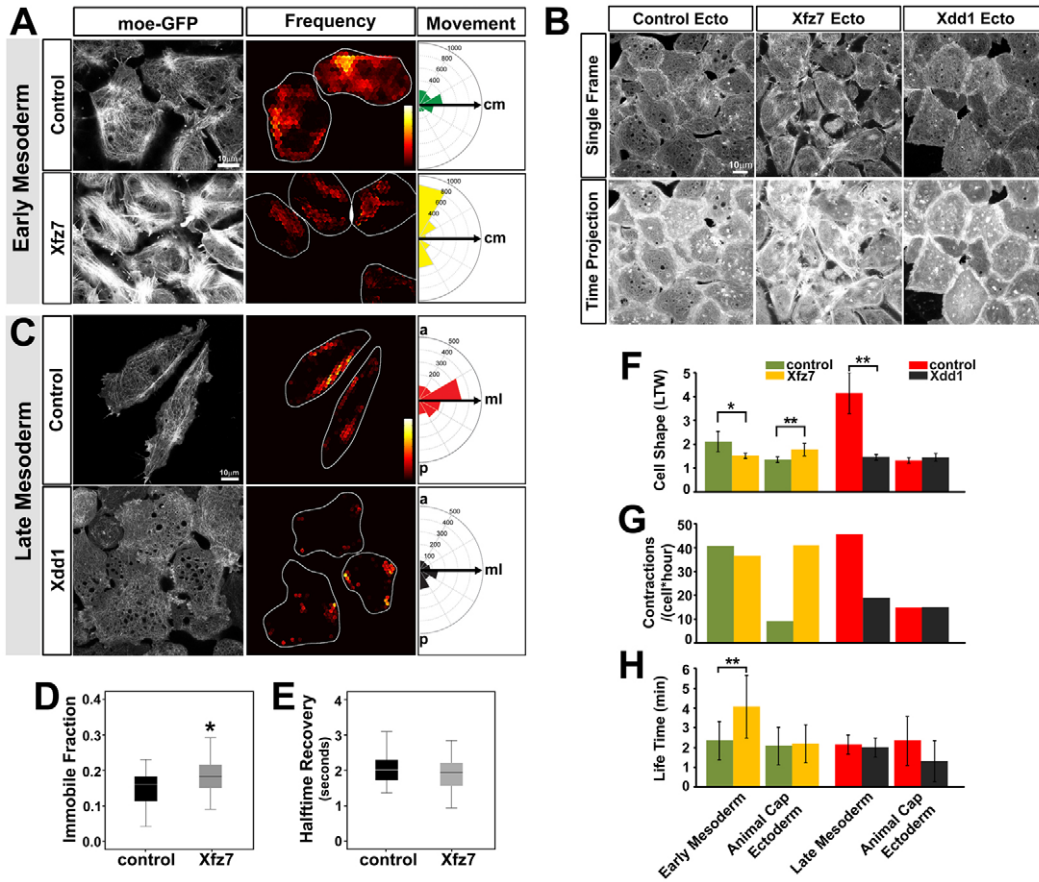 A
moe-GFP
Frequency
Movement
Early Mesoderm
Control
10µm
1000
800
600
400
cm
Xfz7
1000
800
600
400
cm
B
Control Ecto
Xfz7 Ecto
Xdd1 Ecto
Single Frame
10µm
Time Projection
C
Late Mesoderm
Control
10µm
a
500
300
200
ml
p
Xdd1
a
500
400
300
200
100
ml
p
D
Immobile Fraction
0.4
0.3
0.2
0.1
0.0
*
control
Xfz7
E
Halftime Recovery
(seconds)
4
3
2
1
0
control
Xfz7
F
control
Xfz7
control
Xdd1
Cell Shape (LTW)
5
4
3
2
1
0
*
**
**
G
Contractions
/(cell*hour)
50
40
30
20
10
0
H
Life Time (min)
6
5
4
3
2
1
0
**
Early Mesoderm
Animal Cap
Ectoderm
Late Mesoderm
Animal Cap
Ectoderm